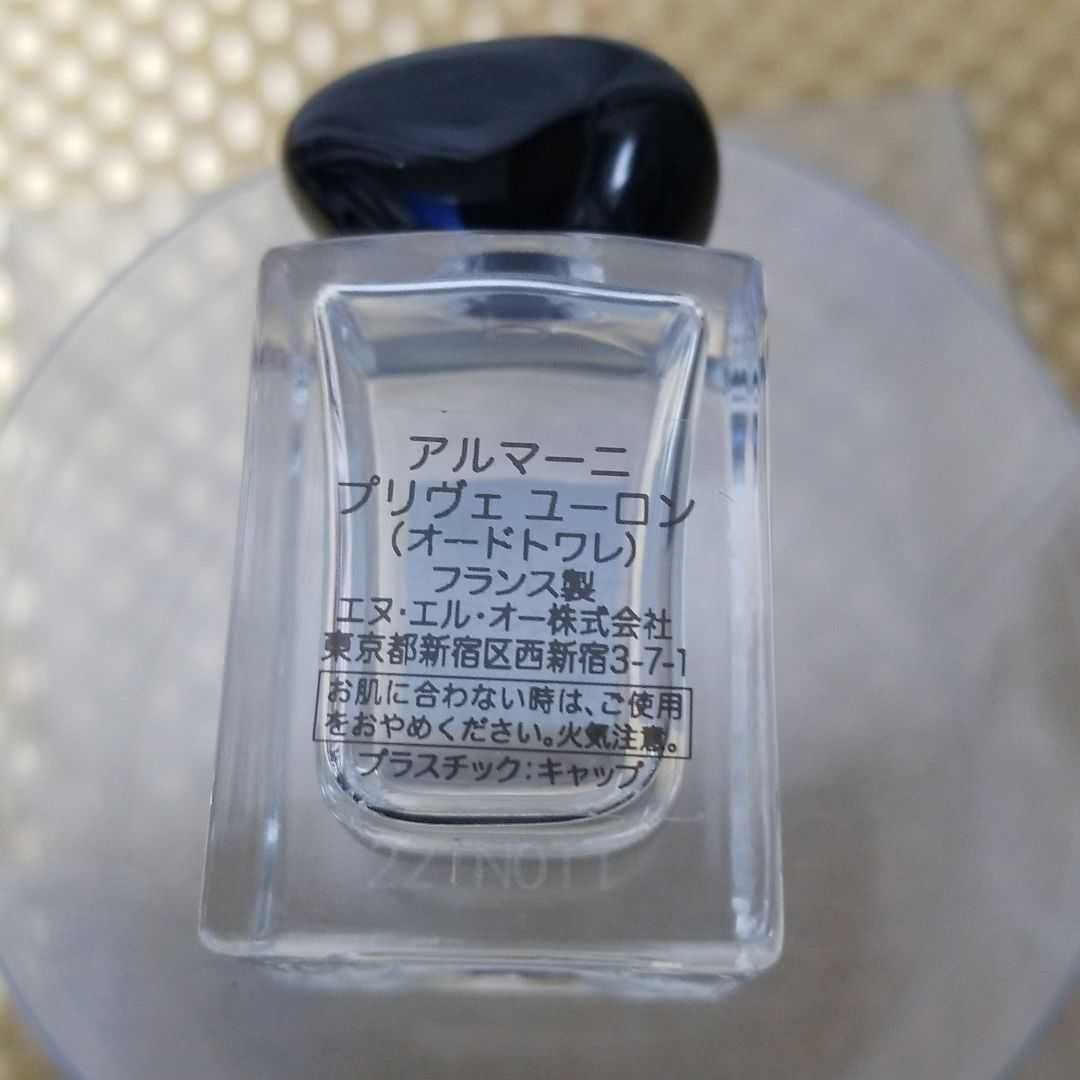 アルマーニ
プリヴェ ユーロン
(オードトワレ)
フランス製
エヌ・エル・オー株式会社
東京都新宿区西新宿3-7-1
お肌に合わない時は、ご使用
をおやめください。火気注意。
プラスチック:キャップ